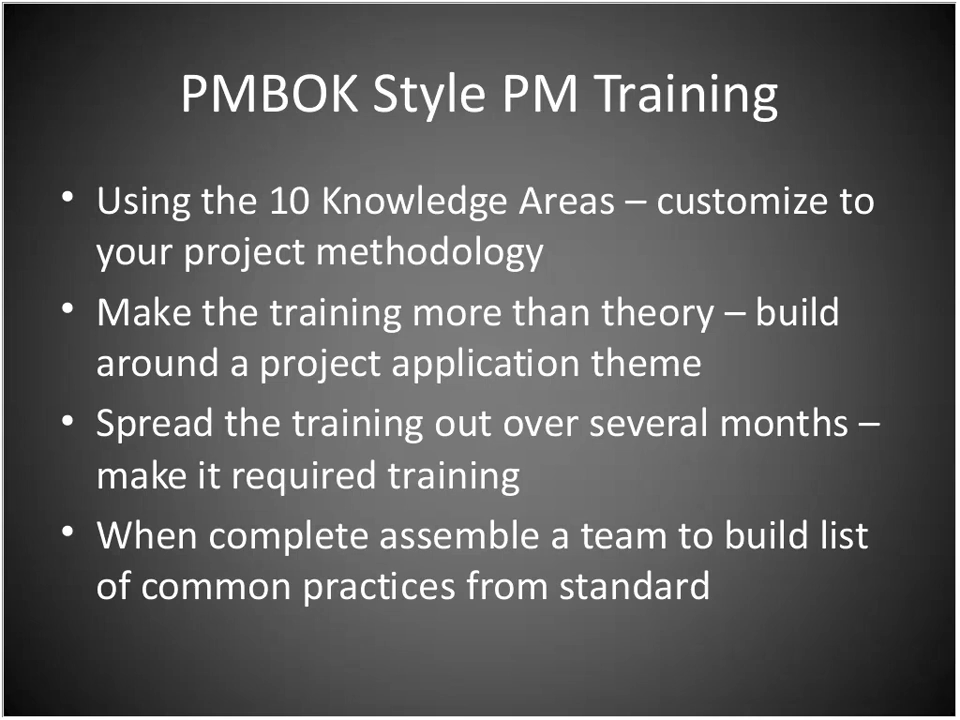 PMBOK Style PM Training
• Using the 10 Knowledge Areas – customize to
your project methodology
• Make the training more than theory – build
around a project application theme
• Spread the training out over several months –
make it required training
• When complete assemble a team to build list
of common practices from standard